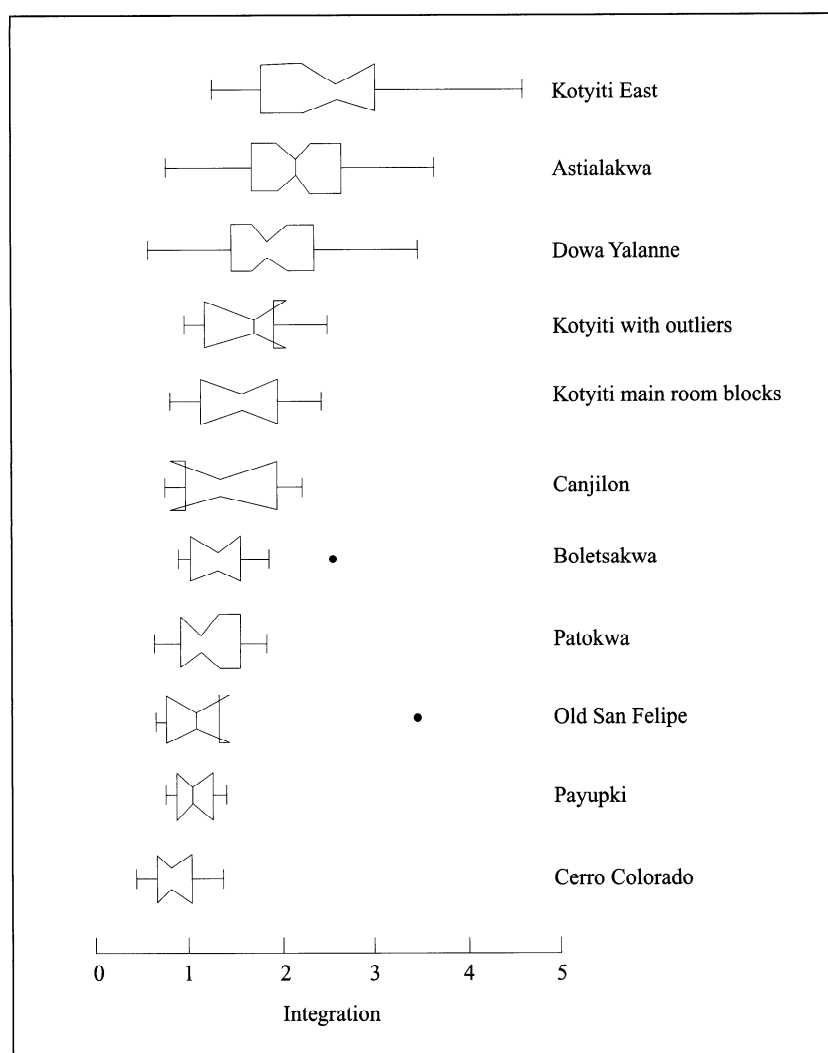 Kotyiti East
Astialakwa
Dowa Yalanne
Kotyiti with outliers
Kotyiti main room blocks
Canjilon
Boletsakwa
Patokwa
Old San Felipe
Payupki
Cerro Colorado
0 1 2 3 4 5
Integration